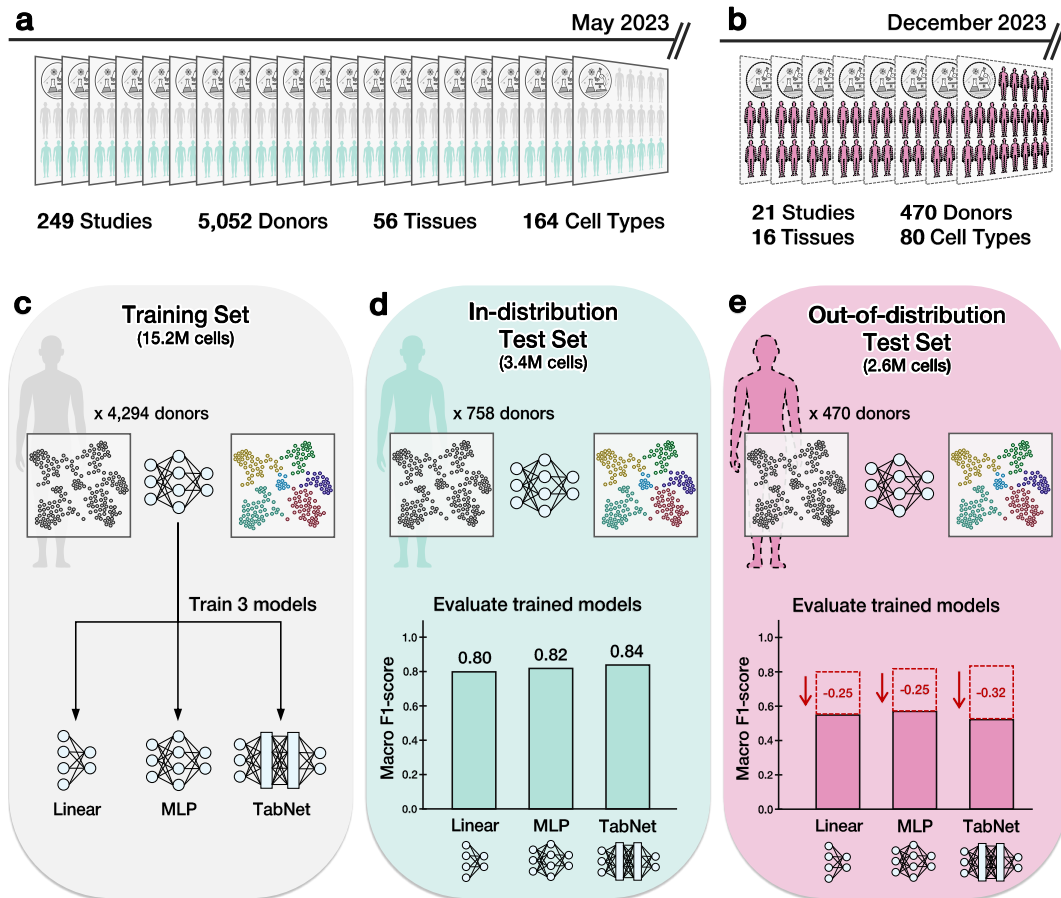 a
May 2023
249 Studies
5,052 Donors
56 Tissues
164 Cell Types
b
December 2023
21 Studies
470 Donors
16 Tissues
80 Cell Types
c
Training Set
(15.2M cells)
x 4,294 donors
Train 3 models
Linear
MLP
TabNet
d
In-distribution
Test Set
(3.4M cells)
x 758 donors
Evaluate trained models
Macro F1-score
1.0
0.8
0.6
0.4
0.2
0.0
0.80
0.82
0.84
Linear
MLP
TabNet
e
Out-of-distribution
Test Set
(2.6M cells)
x 470 donors
Evaluate trained models
Macro F1-score
1.0
0.8
0.6
0.4
0.2
0.0
-0.25
-0.25
-0.32
Linear
MLP
TabNet